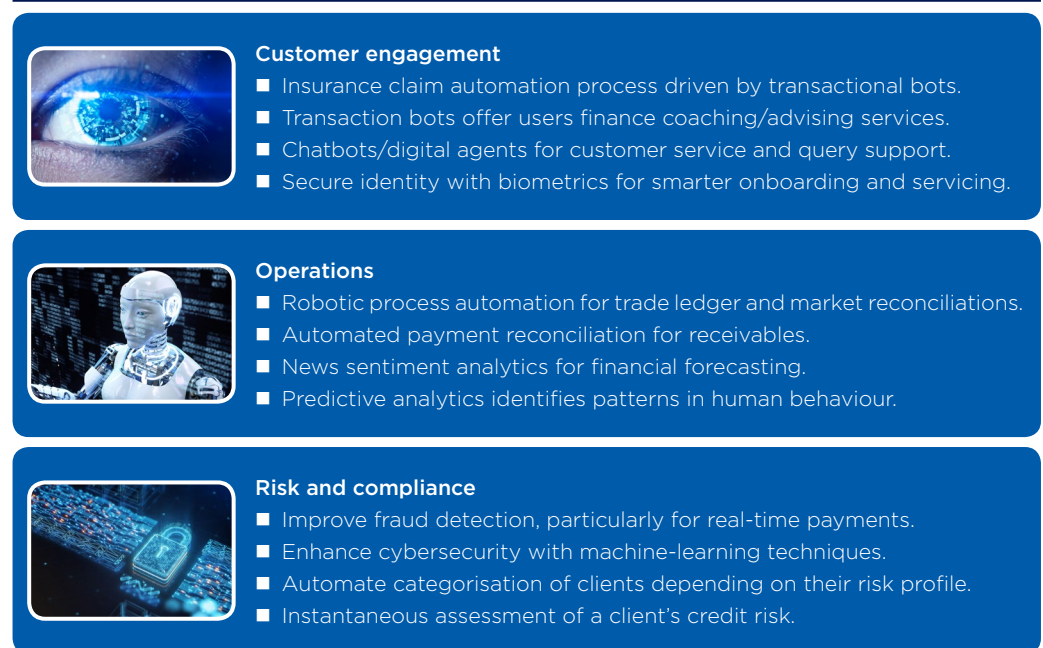 Customer engagement
■ Insurance claim automation process driven by transactional bots.
■ Transaction bots offer users finance coaching/advising services.
■ Chatbots/digital agents for customer service and query support.
■ Secure identity with biometrics for smarter onboarding and servicing.
Operations
■ Robotic process automation for trade ledger and market reconciliations.
■ Automated payment reconciliation for receivables.
■ News sentiment analytics for financial forecasting.
■ Predictive analytics identifies patterns in human behaviour.
Risk and compliance
■ Improve fraud detection, particularly for real-time payments.
■ Enhance cybersecurity with machine-learning techniques.
■ Automate categorisation of clients depending on their risk profile.
■ Instantaneous assessment of a client’s credit risk.